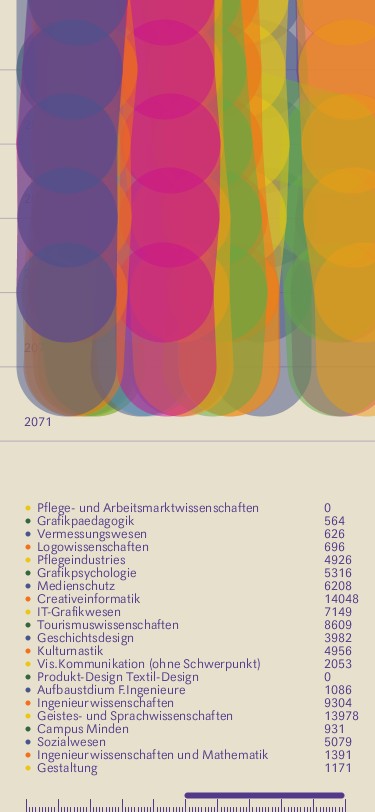 20
2071
Pflege- und Arbeitsmarktwissenschaften 0
Grafikpaedagogik 564
Vermessungswesen 626
Logowissenschaften 696
Pflegeindustries 4926
Grafikpsychologie 5316
Medienschutz 6208
Creativeinformatik 14048
IT-Grafikwesen 7149
Tourismuswissenschaften 8609
Geschichtsdesign 3982
Kulturnastik 4956
Vis.Kommunikation (ohne Schwerpunkt) 2053
Produkt-Design Textil-Design 0
Aufbaustdium F.Ingenieure 1086
Ingenieurwissenschaften 9304
Geistes- und Sprachwissenschaften 13978
Campus Minden 931
Sozialwesen 5079
Ingenieurwissenschaften und Mathematik 1391
Gestaltung 1171